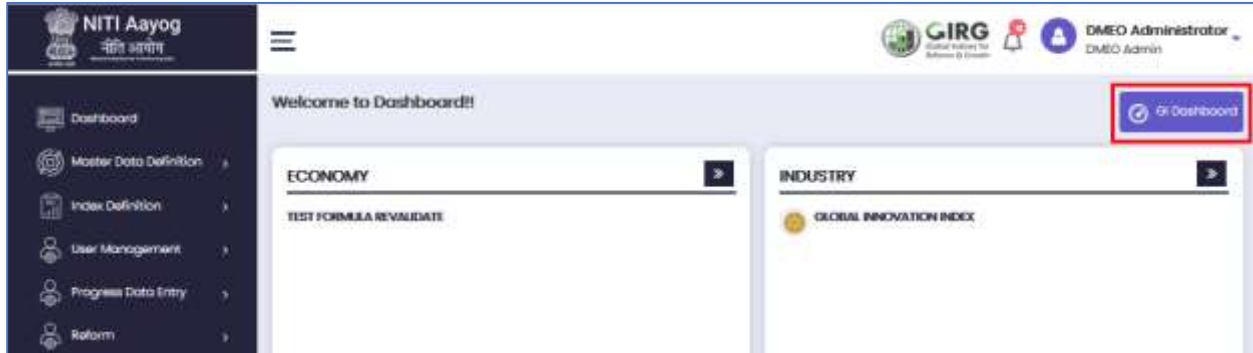 NITI Aayog
नीति आयोग
GIRG
DMEO Administrator
DMEO Admin
Welcome to Dashboard!!
GI Dashboard
Dashboard
Master Data Definition
Index Definition
User Management
Progress Data Entry
Reform
ECONOMY
TEST FORMULA REVALIDATE
INDUSTRY
GLOBAL INNOVATION INDEX